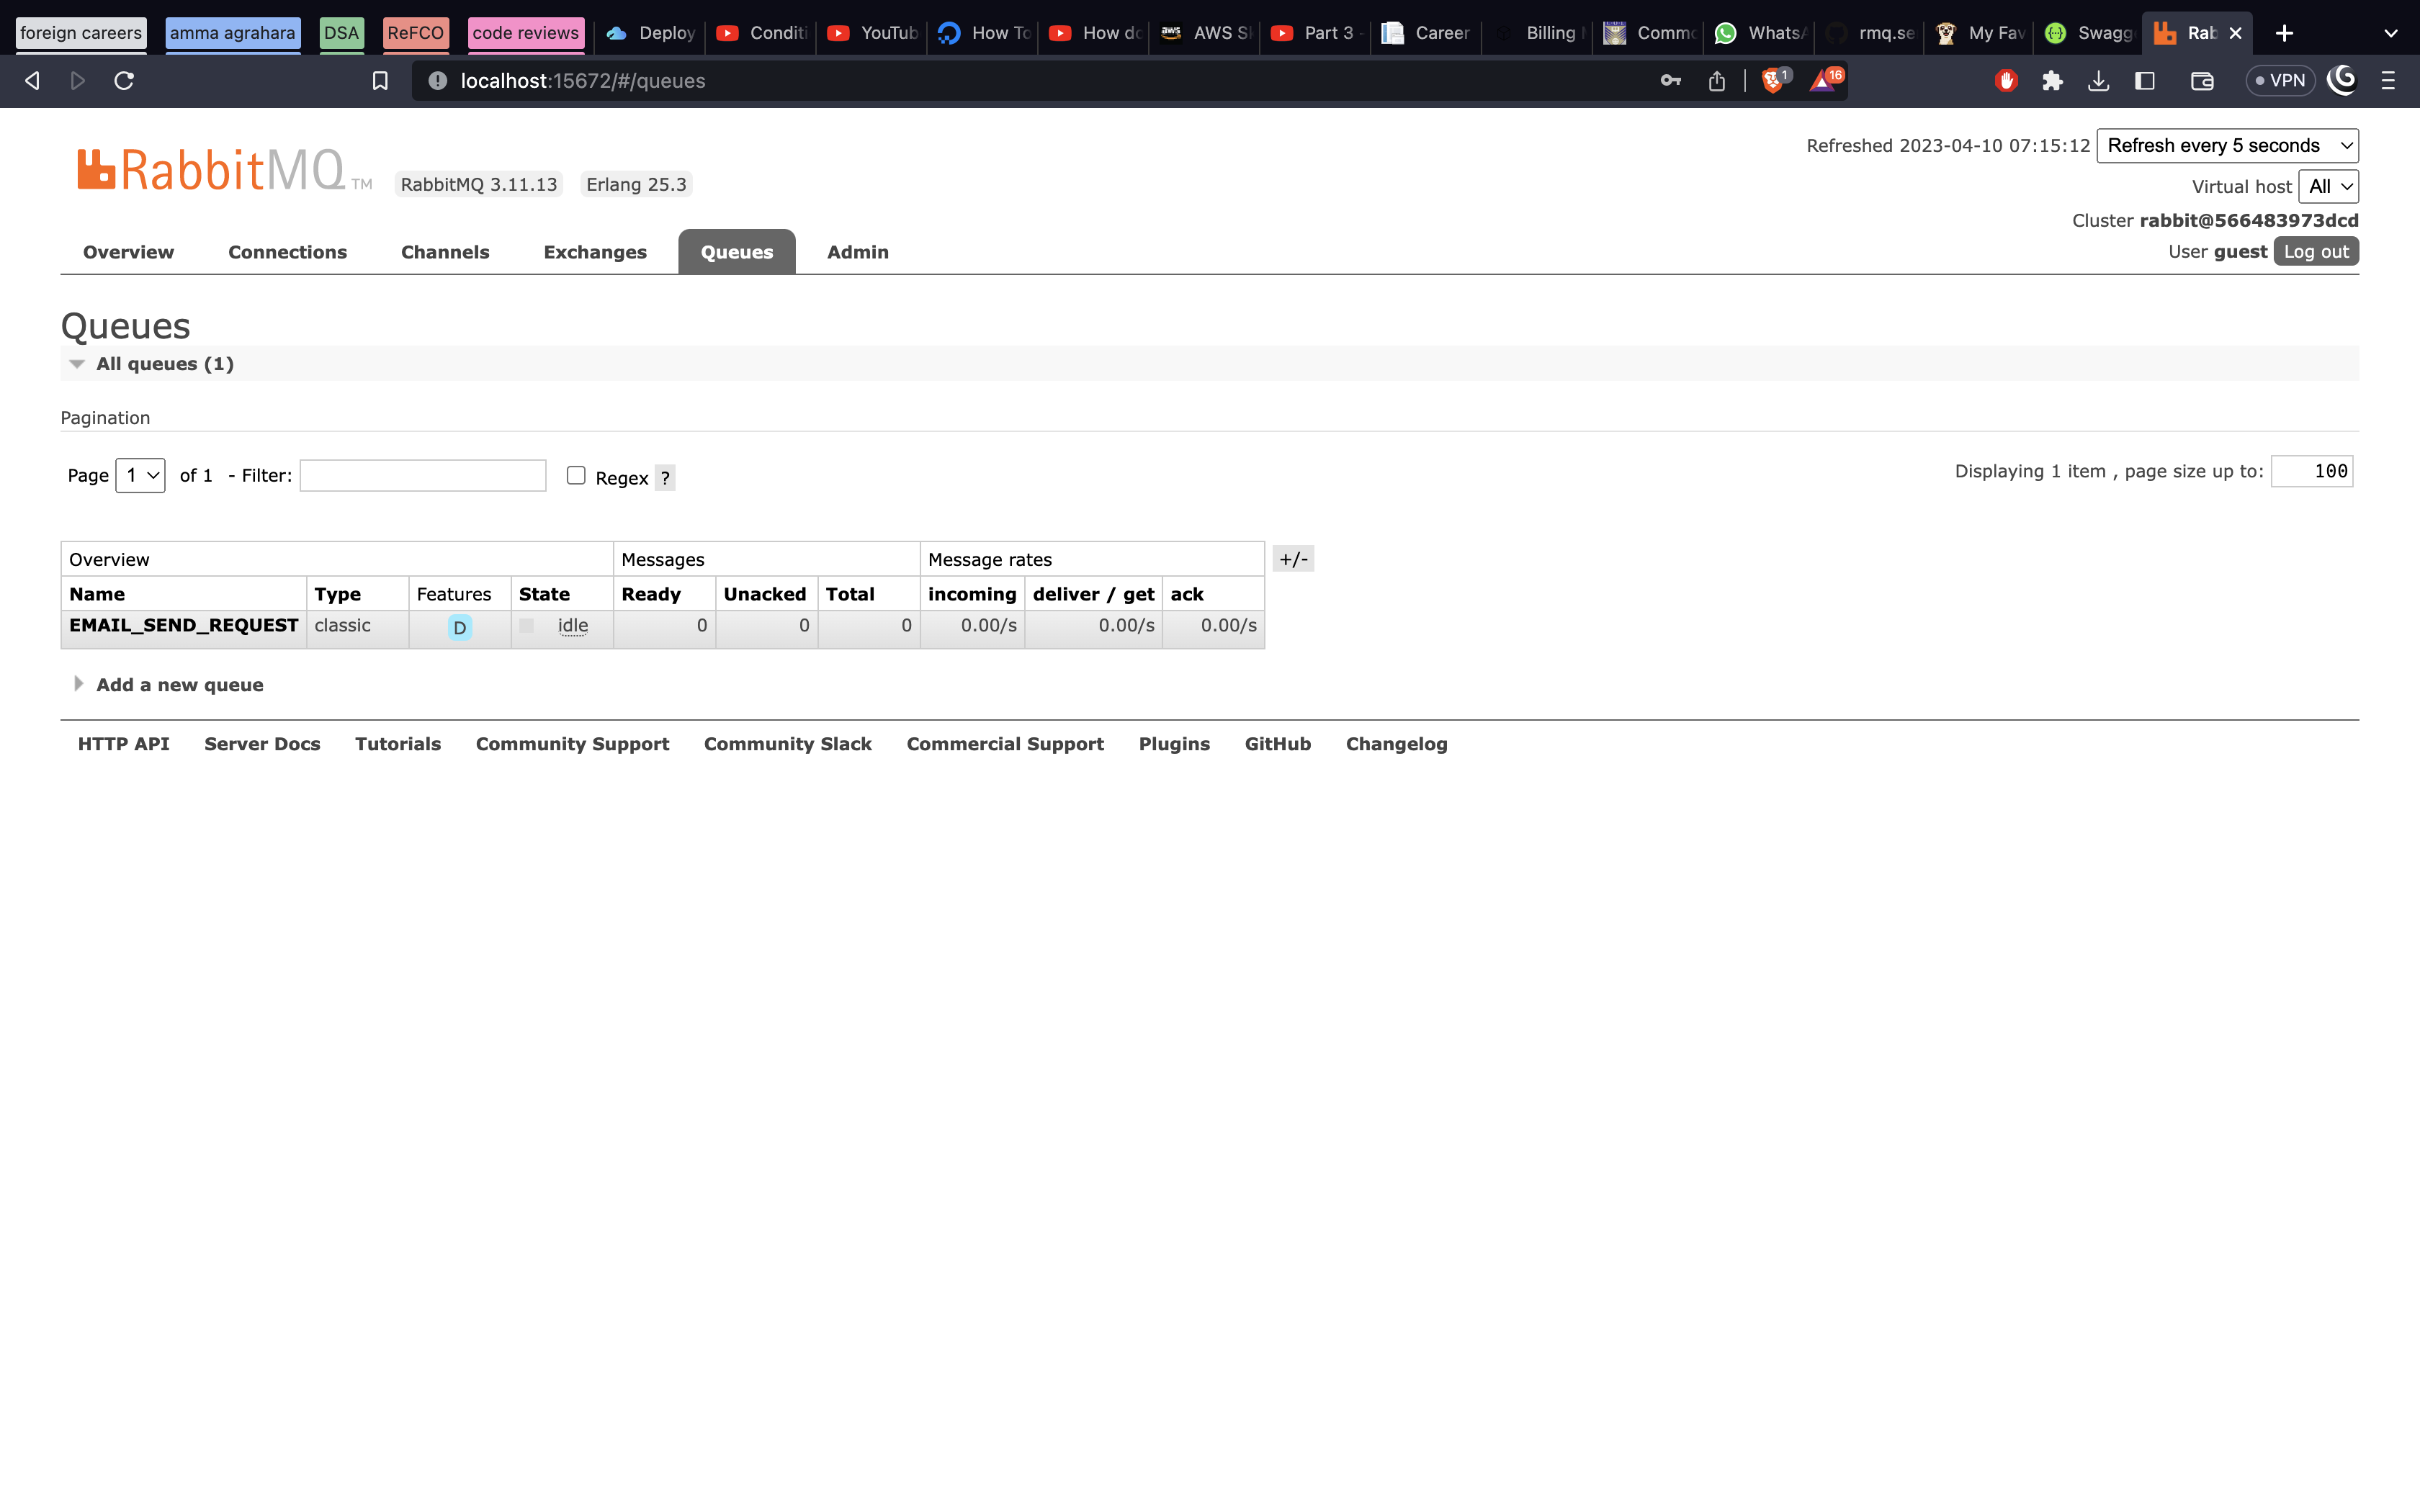 foreign careers amma agrahara DSA ReFCO code reviews Deploy Condit YouTub How To How do AWS S Part 3 - Career Billing Commo Whats rmq.se My Fav Swagg Rab
localhost:15672/#/queues 1 16 VPN
RabbitMQ TM RabbitMQ 3.11.13 Erlang 25.3
Refreshed 2023-04-10 07:15:12 Refresh every 5 seconds
Virtual host All
Cluster rabbit@566483973dcd
User guest Log out
Overview Connections Channels Exchanges Queues Admin
Queues
All queues (1)
Pagination
Page 1 of 1 - Filter: Regex ? Displaying 1 item , page size up to: 100
Overview Messages Message rates +/-
Name Type Features State Ready Unacked Total incoming deliver / get ack
EMAIL_SEND_REQUEST classic D idle 0 0 0 0.00/s 0.00/s 0.00/s
Add a new queue
HTTP API Server Docs Tutorials Community Support Community Slack Commercial Support Plugins GitHub Changelog